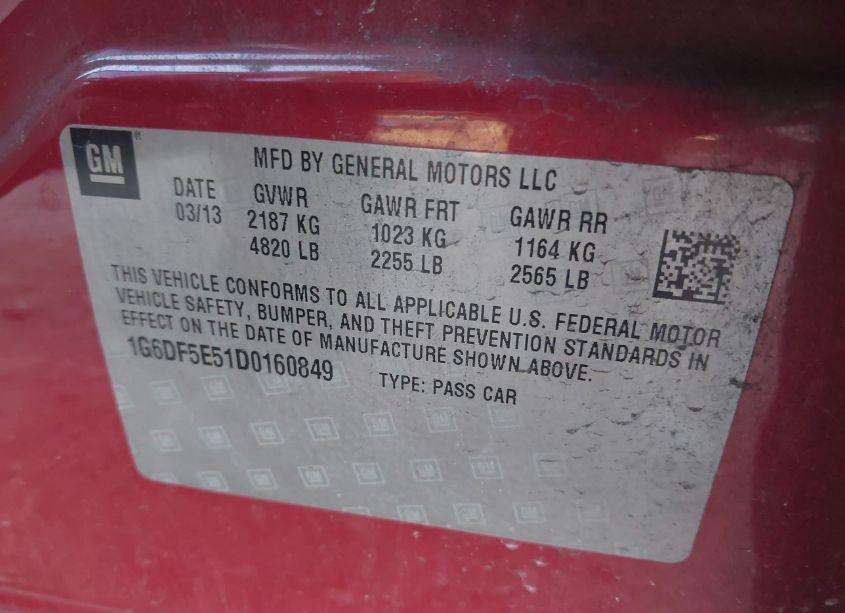 GM
MFD BY GENERAL MOTORS LLC
DATE GVWR GAWR FRT GAWR RR
03/13 2187 KG 1023 KG 1164 KG
4820 LB 2255 LB 2565 LB
THIS VEHICLE CONFORMS TO ALL APPLICABLE U.S. FEDERAL MOTOR
VEHICLE SAFETY, BUMPER, AND THEFT PREVENTION STANDARDS IN
EFFECT ON THE DATE OF MANUFACTURE SHOWN ABOVE.
1G6DF5E51D0160849 TYPE: PASS CAR